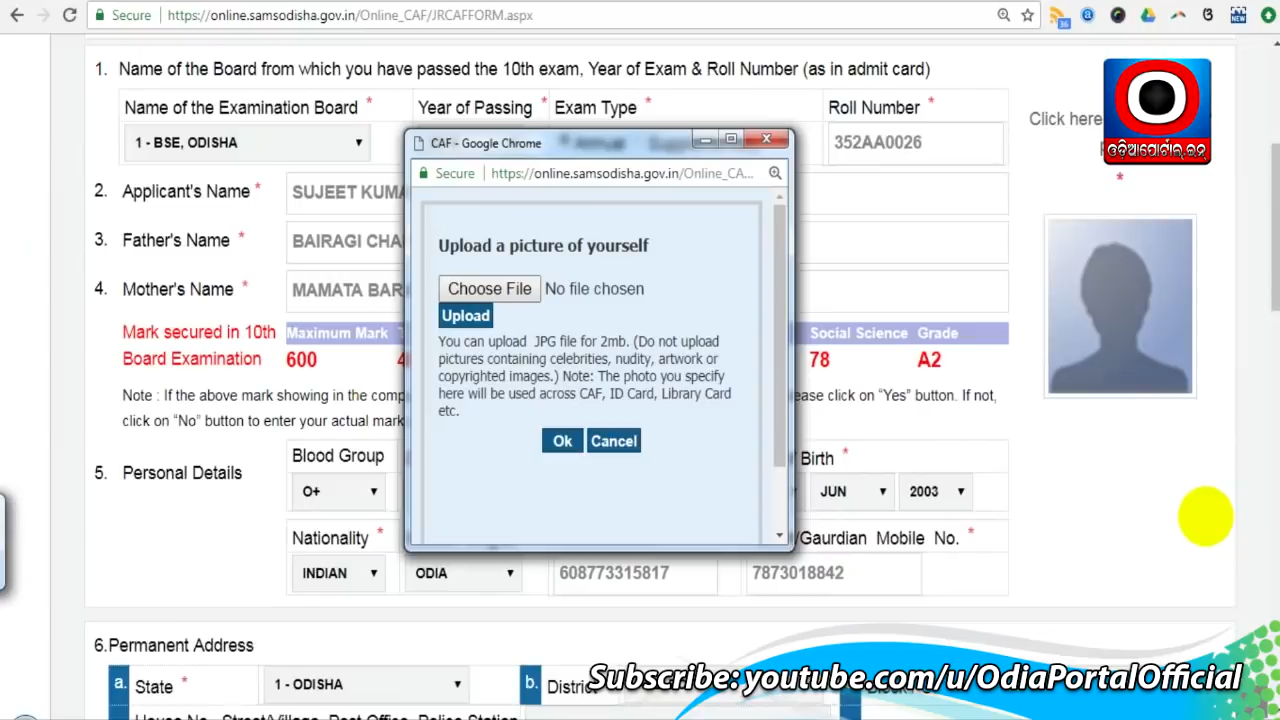 Secure https://online.samsodisha.gov.in/Online_CAF/JRCAFFORM.aspx
36
NEW
1. Name of the Board from which you have passed the 10th exam, Year of Exam & Roll Number (as in admit card)
Name of the Examination Board * Year of Passing * Exam Type * Roll Number *
1 - BSE, ODISHA 352AA0026
Click here
ଓଡ଼ିଆପୋର୍ଟାଲ୍.ଇନ୍
*
2. Applicant's Name * SUJEET KUMA
3. Father's Name * BAIRAGI CHA
4. Mother's Name * MAMATA BAR
Mark secured in 10th Board Examination
Maximum Mark Social Science Grade
600 78 A2
Note : If the above mark showing in the comp ease click on "Yes" button. If not,
click on “No” button to enter your actual mark
5. Personal Details
Blood Group Birth *
O+ JUN 2003
Nationality * /Gaurdian Mobile No. *
INDIAN ODIA 608773315817 7873018842
6.Permanent Address
a. State * 1 - ODISHA b. District
CAF - Google Chrome
Secure https://online.samsodisha.gov.in/Online_CA...
Upload a picture of yourself
Choose File No file chosen
Upload
You can upload JPG file for 2mb. (Do not upload
pictures containing celebrities, nudity, artwork or
copyrighted images.) Note: The photo you specify
here will be used across CAF, ID Card, Library Card
etc.
Ok Cancel
Subscribe: youtube.com/u/OdiaPortalOfficial